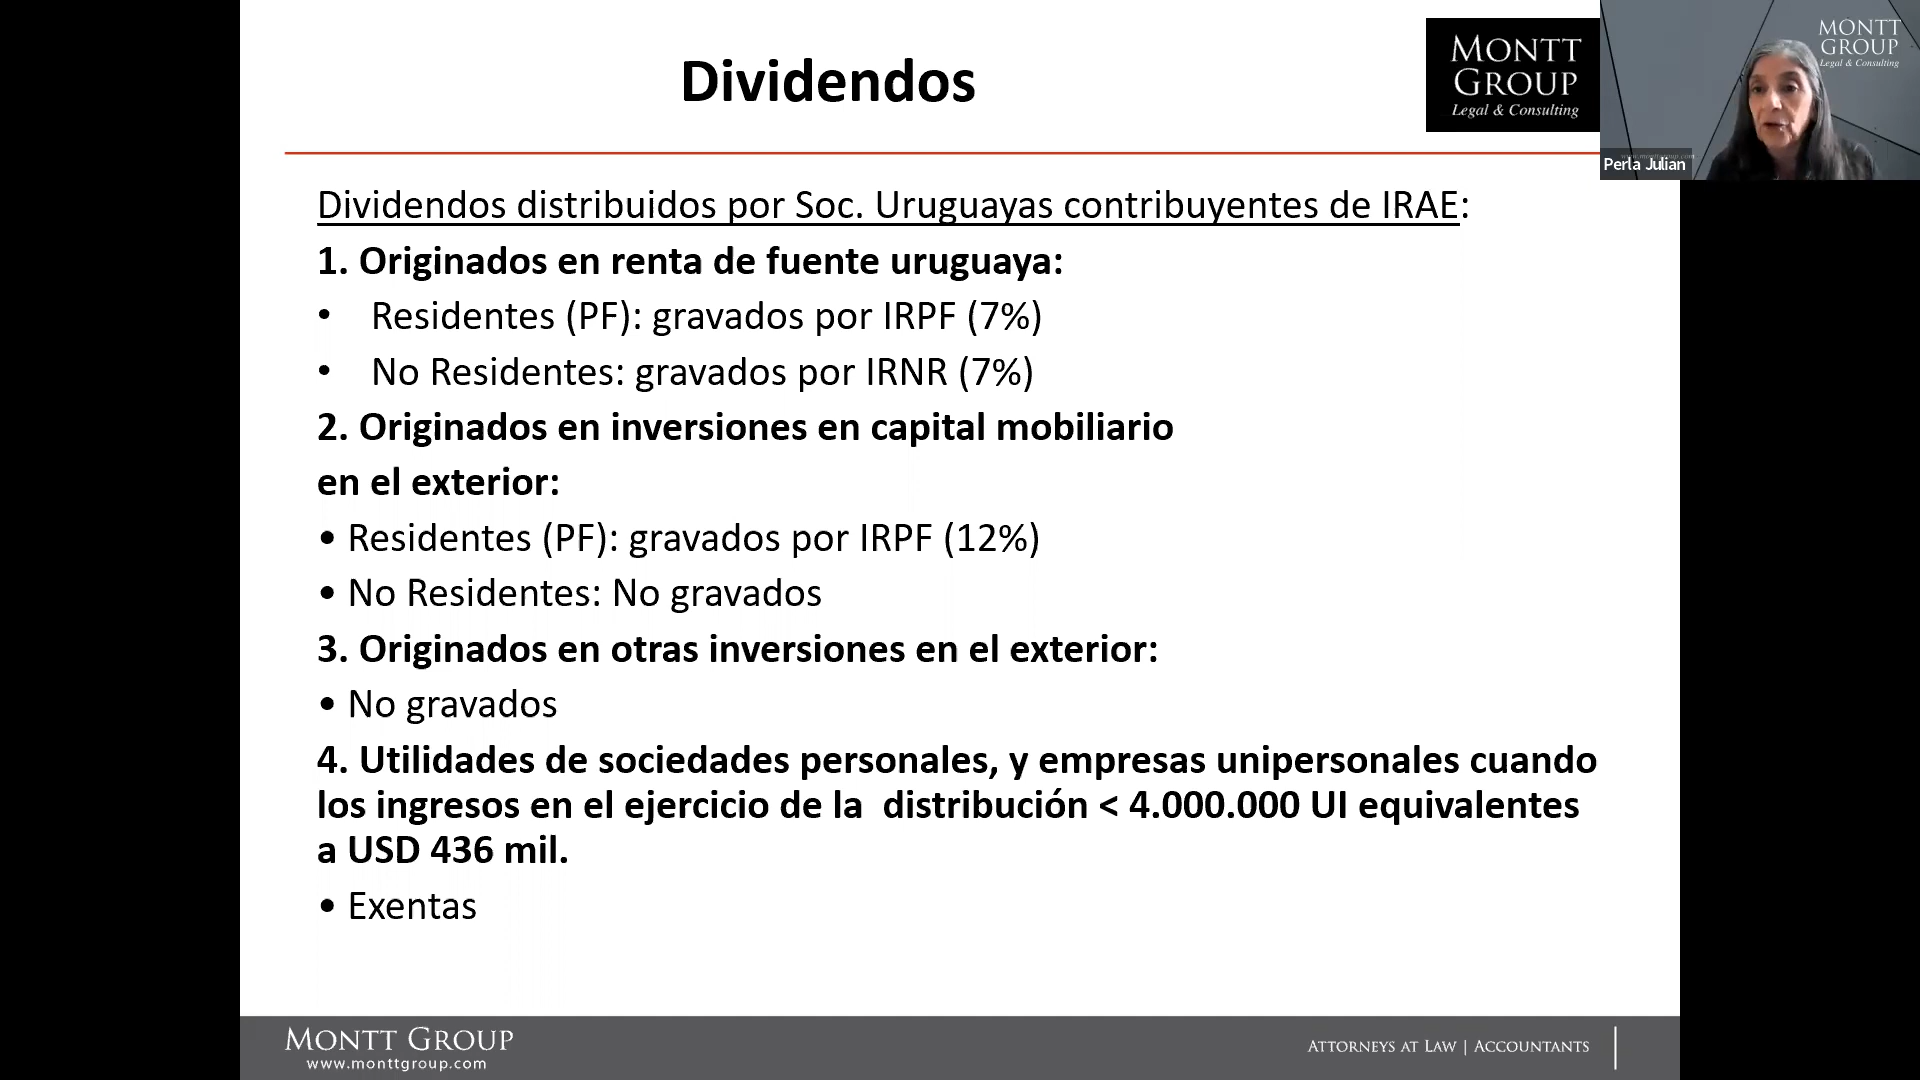 Dividendos
MONTT
GROUP
Legal & Consulting
MONTT
GROUP
Legal & Consulting
Perla Julian
Dividendos distribuidos por Soc. Uruguayas contribuyentes de IRAE:
1. Originados en renta de fuente uruguaya:
• Residentes (PF): gravados por IRPF (7%)
• No Residentes: gravados por IRNR (7%)
2. Originados en inversiones en capital mobiliario
en el exterior:
• Residentes (PF): gravados por IRPF (12%)
• No Residentes: No gravados
3. Originados en otras inversiones en el exterior:
• No gravados
4. Utilidades de sociedades personales, y empresas unipersonales cuando
los ingresos en el ejercicio de la  distribución < 4.000.000 UI equivalentes
a USD 436 mil.
• Exentas
MONTT GROUP
www.monttgroup.com
ATTORNEYS AT LAW | ACCOUNTANTS